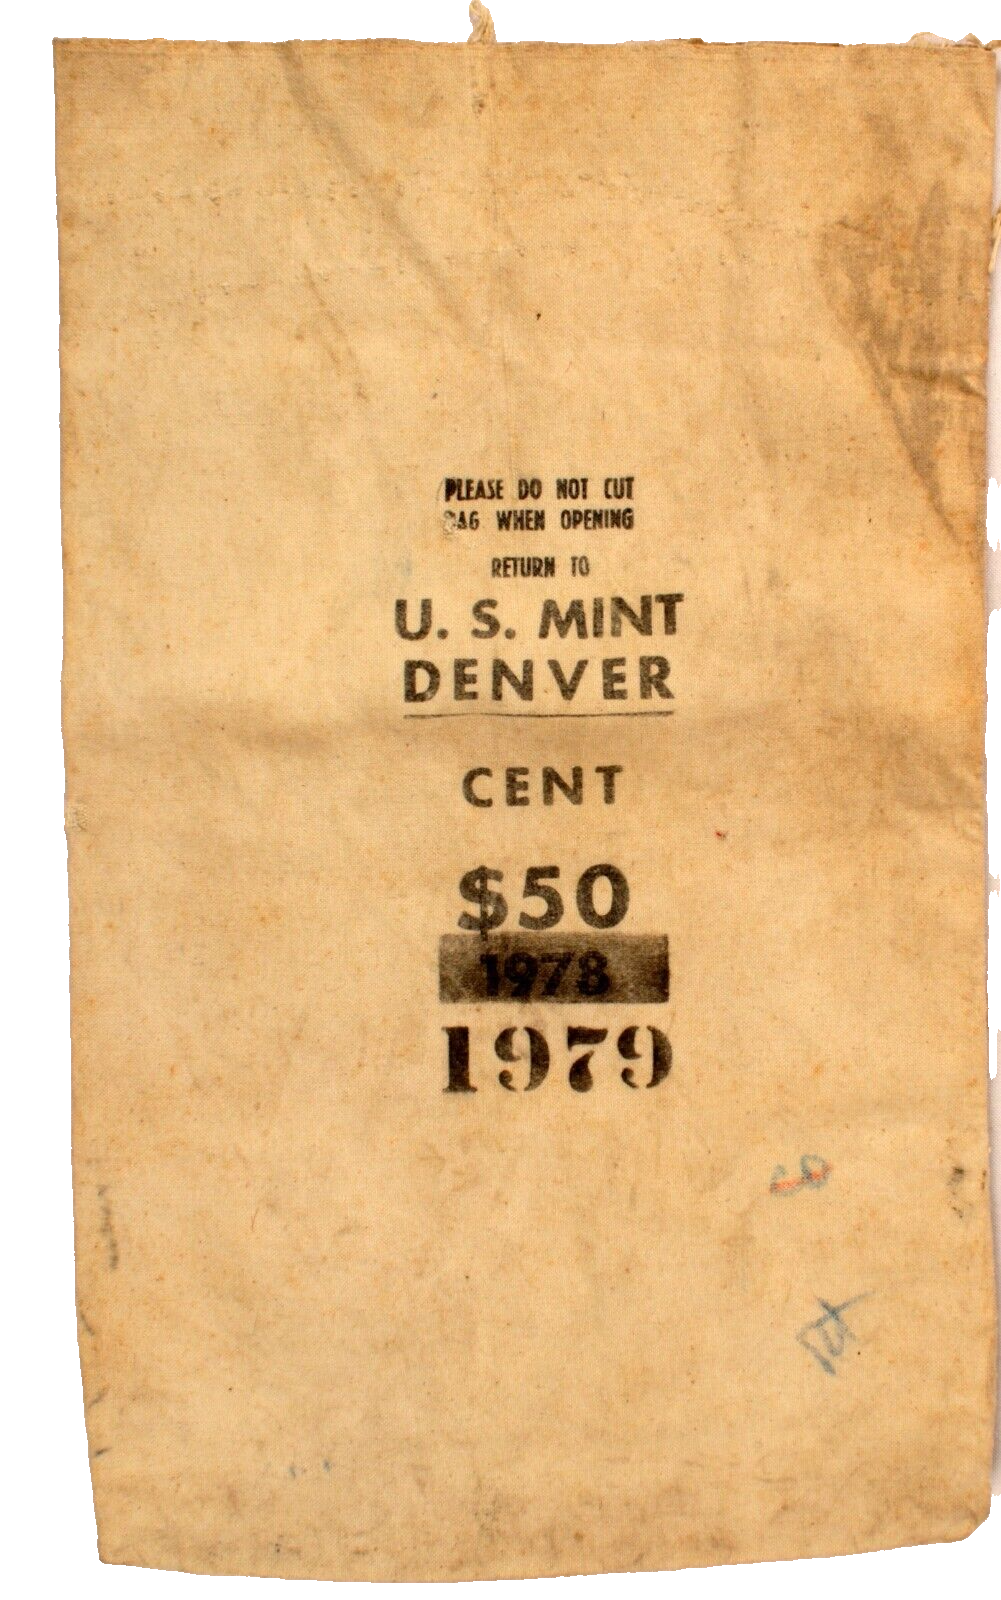 PLEASE DO NOT CUT
BAG WHEN OPENING
RETURN TO
U. S. MINT
DENVER
CENT
$50
1978
1979